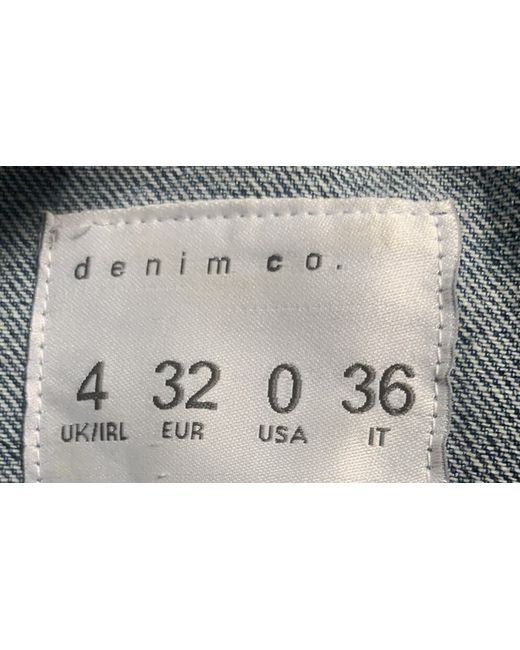 denim co.
4 32 0 36
UK/IRL EUR USA IT